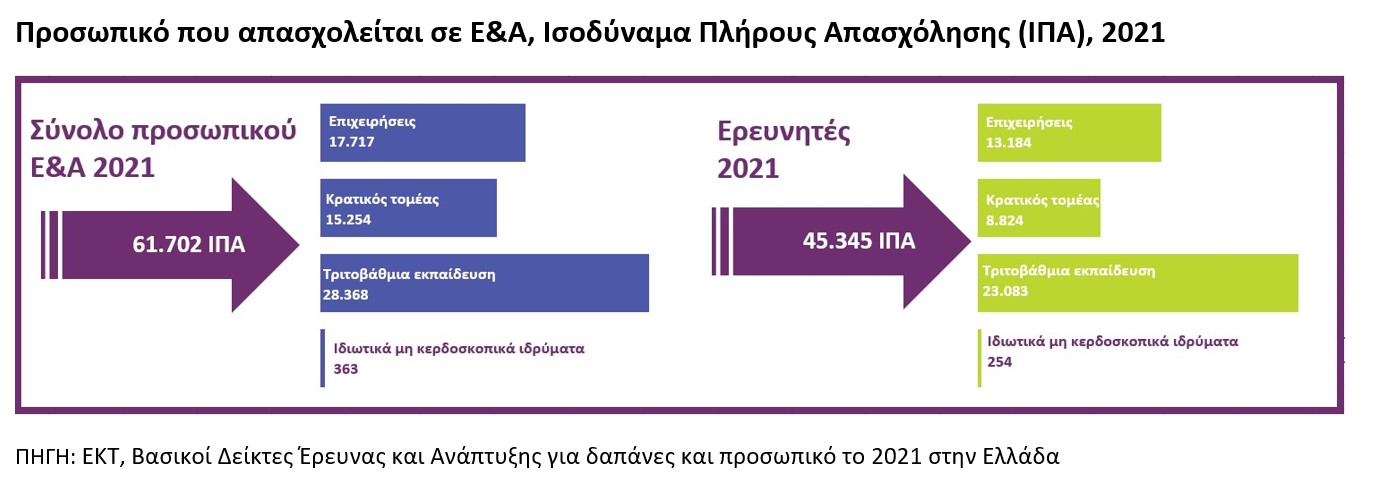 Προσωπικό που απασχολείται σε Ε&Α, Ισοδύναμα Πλήρους Απασχόλησης (ΙΠΑ), 2021
Σύνολο προσωπικού
Ε&Α 2021
61.702 ΙΠΑ
Επιχειρήσεις
17.717
Κρατικός τομέας
15.254
Τριτοβάθμια εκπαίδευση
28.368
Ιδιωτικά μη κερδοσκοπικά ιδρύματα
363
Ερευνητές
2021
45.345 ΙΠΑ
Επιχειρήσεις
13.184
Κρατικός τομέας
8.824
Τριτοβάθμια εκπαίδευση
23.083
Ιδιωτικά μη κερδοσκοπικά ιδρύματα
254
ΠΗΓΗ: ΕΚΤ, Βασικοί Δείκτες Έρευνας και Ανάπτυξης για δαπάνες και προσωπικό το 2021 στην Ελλάδα